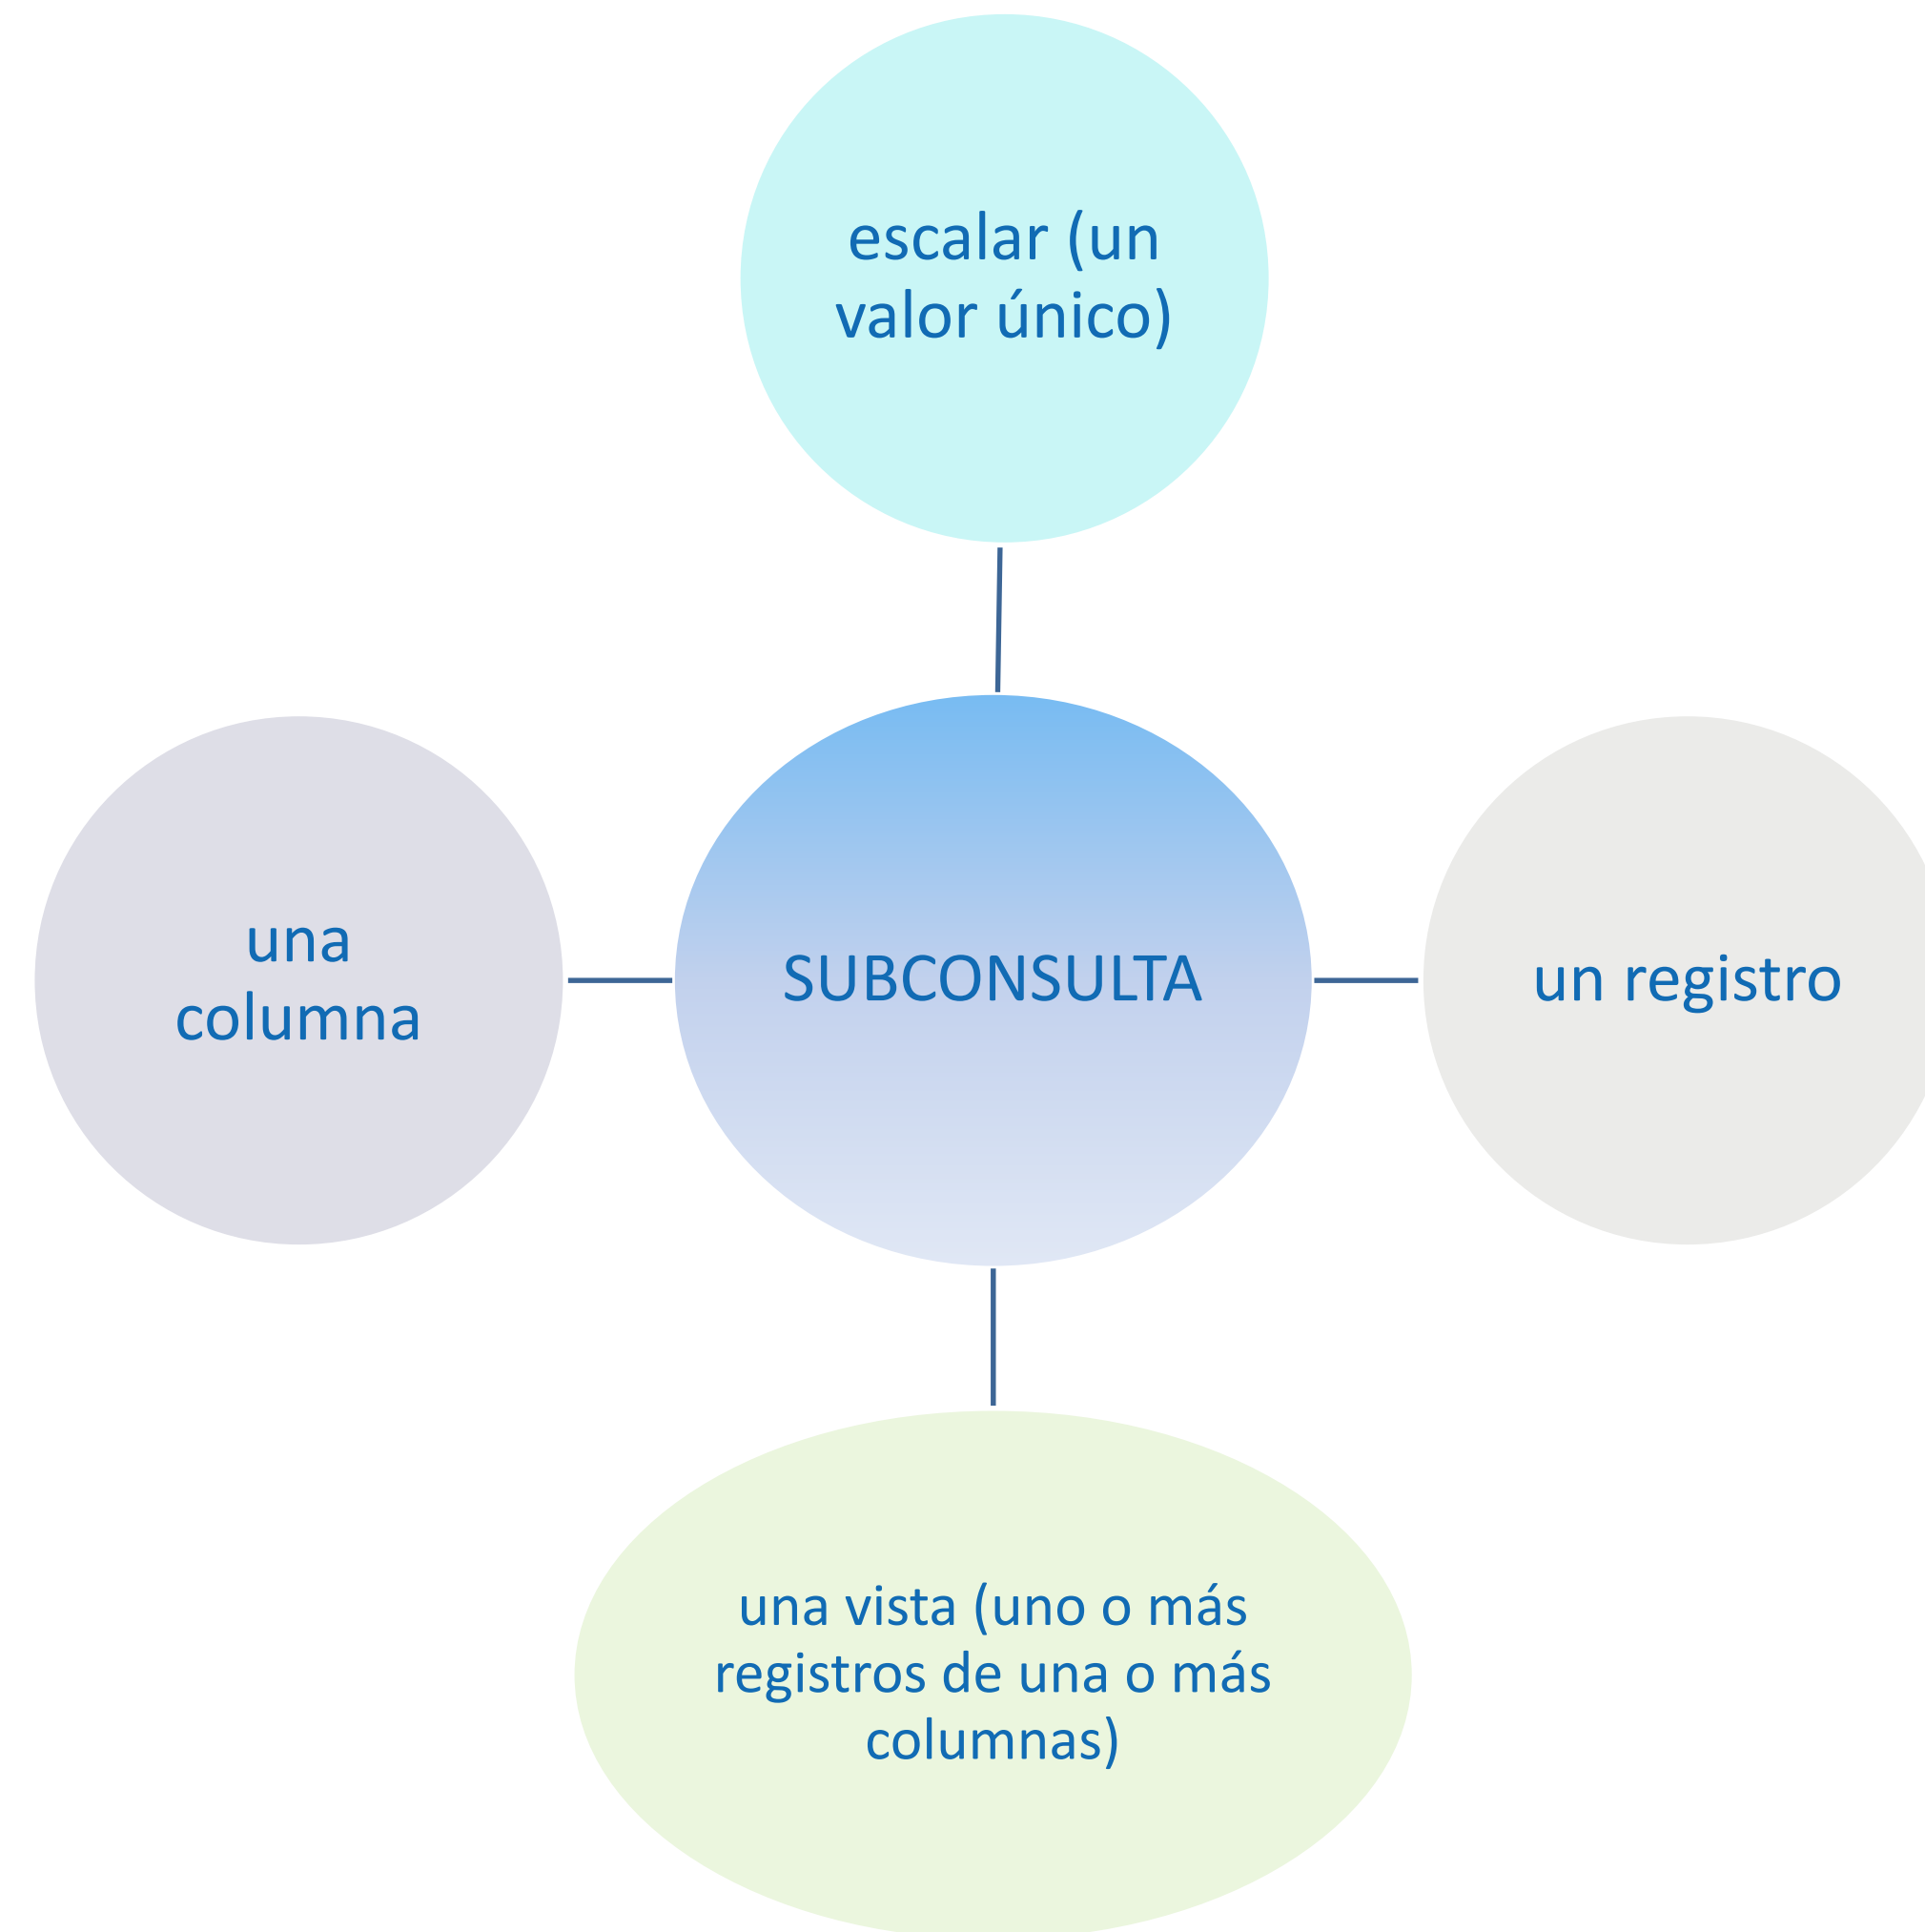 escalar (un
valor único)
una
columna
SUBCONSULTA
un registro
una vista (uno o más
registros de una o más
columnas)